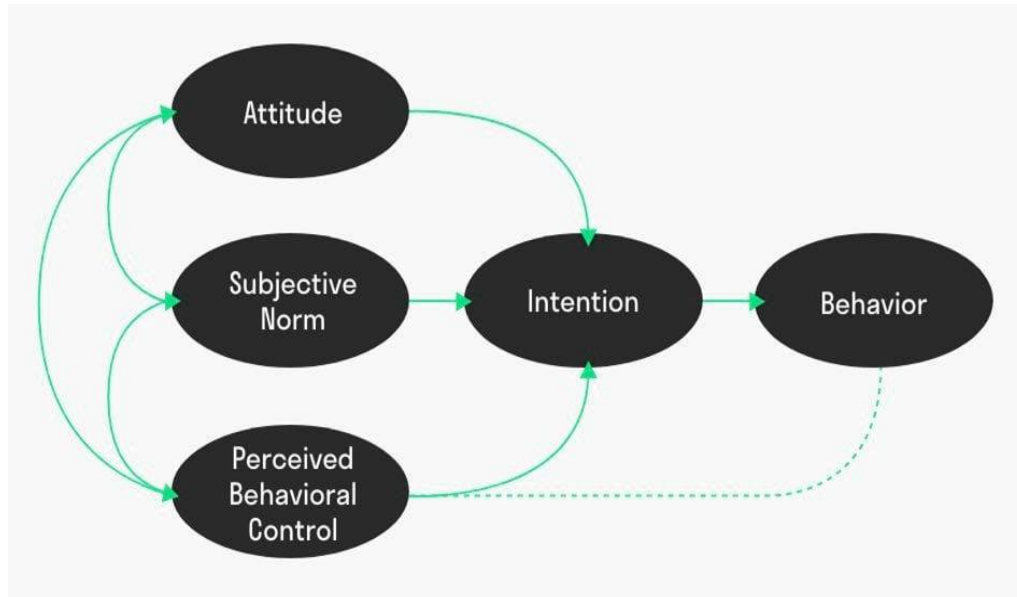 Attitude
Subjective
Norm
Intention
Behavior
Perceived
Behavioral
Control